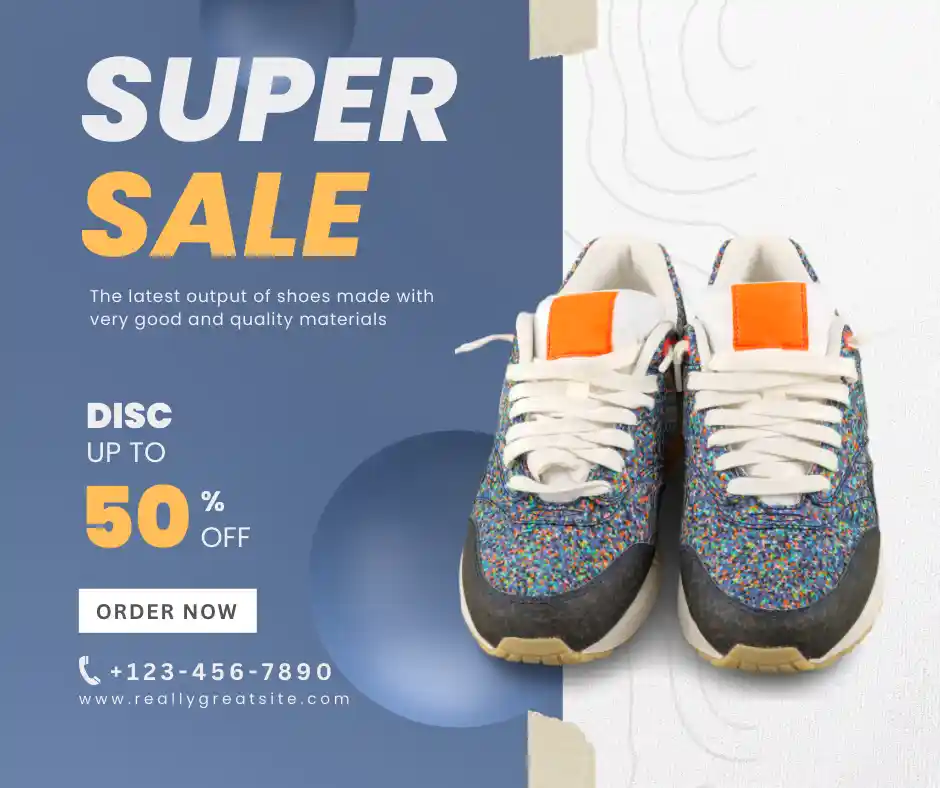 SUPER
SALE
The latest output of shoes made with
very good and quality materials
DISC
UP TO
50 %
OFF
ORDER NOW
+123-456-7890
www.reallygreatsite.com